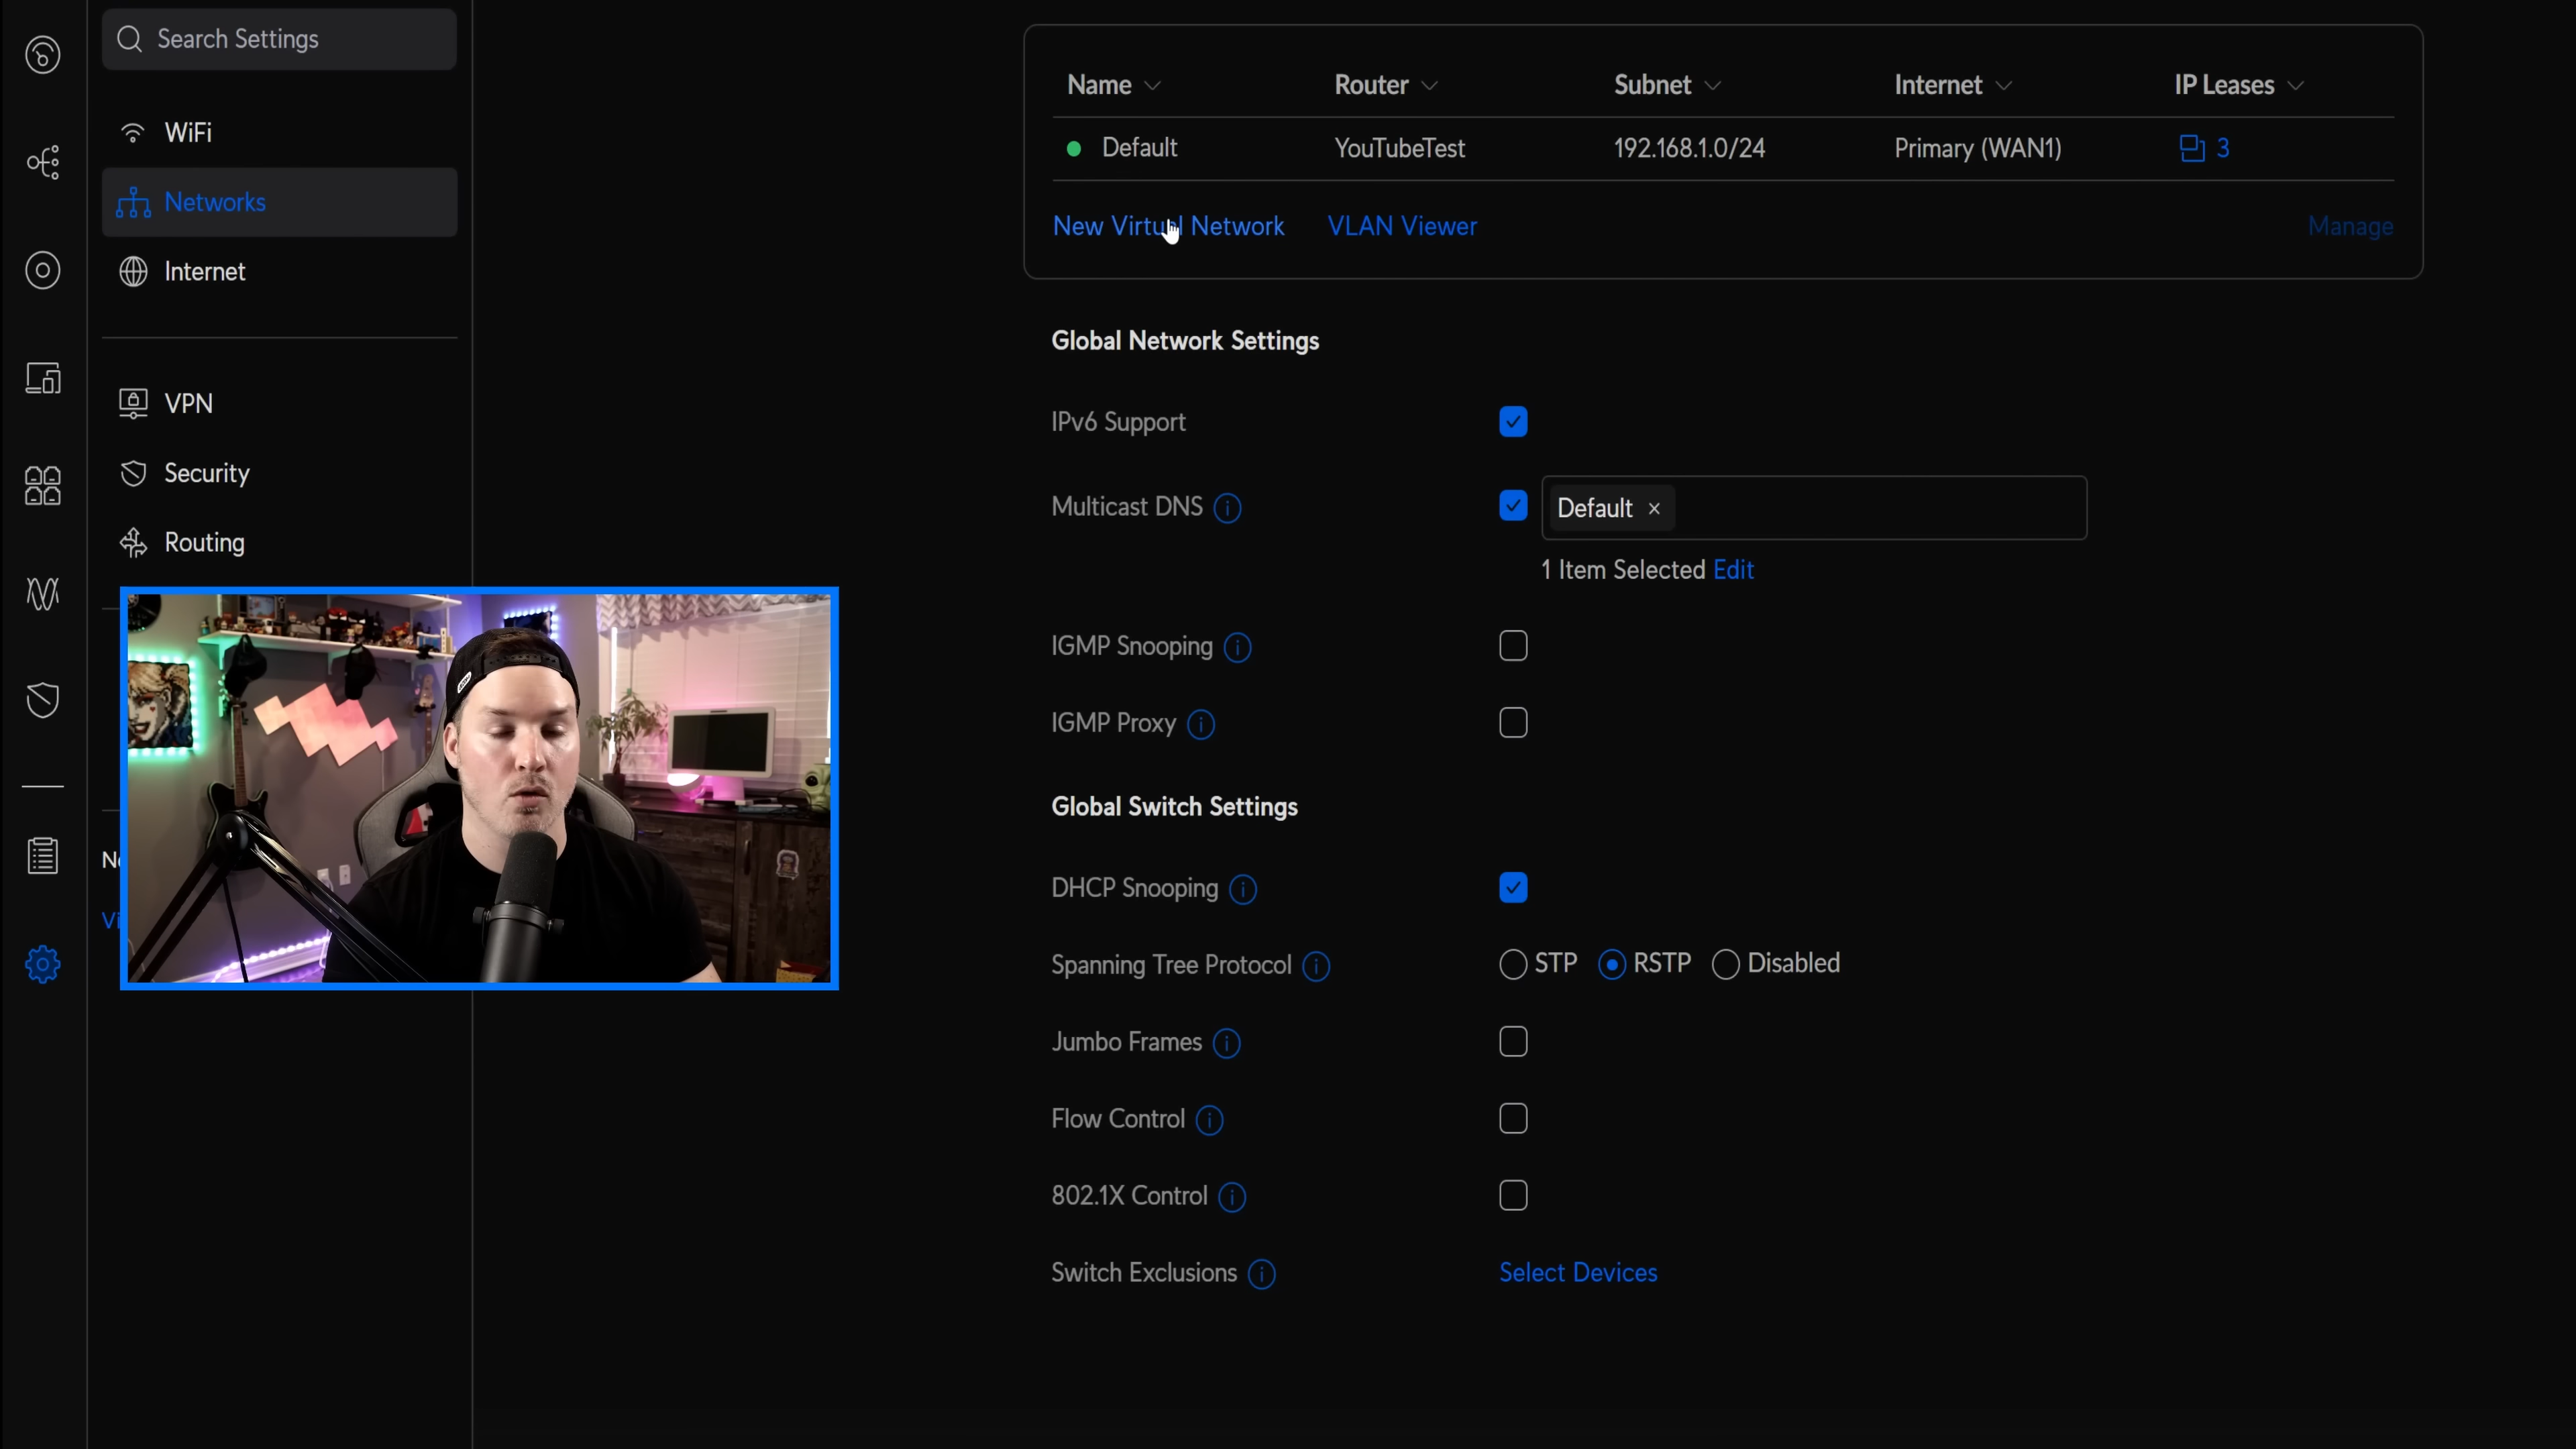 Search Settings
WiFi
Networks
Internet
VPN
Security
Routing
Name Router Subnet Internet IP Leases
Default YouTubeTest 192.168.1.0/24 Primary (WAN1) 3
New Virtual Network VLAN Viewer Manage
Global Network Settings
IPv6 Support
Multicast DNS Default ×
1 Item Selected Edit
IGMP Snooping
IGMP Proxy
Global Switch Settings
DHCP Snooping
Spanning Tree Protocol STP RSTP Disabled
Jumbo Frames
Flow Control
802.1X Control
Switch Exclusions Select Devices